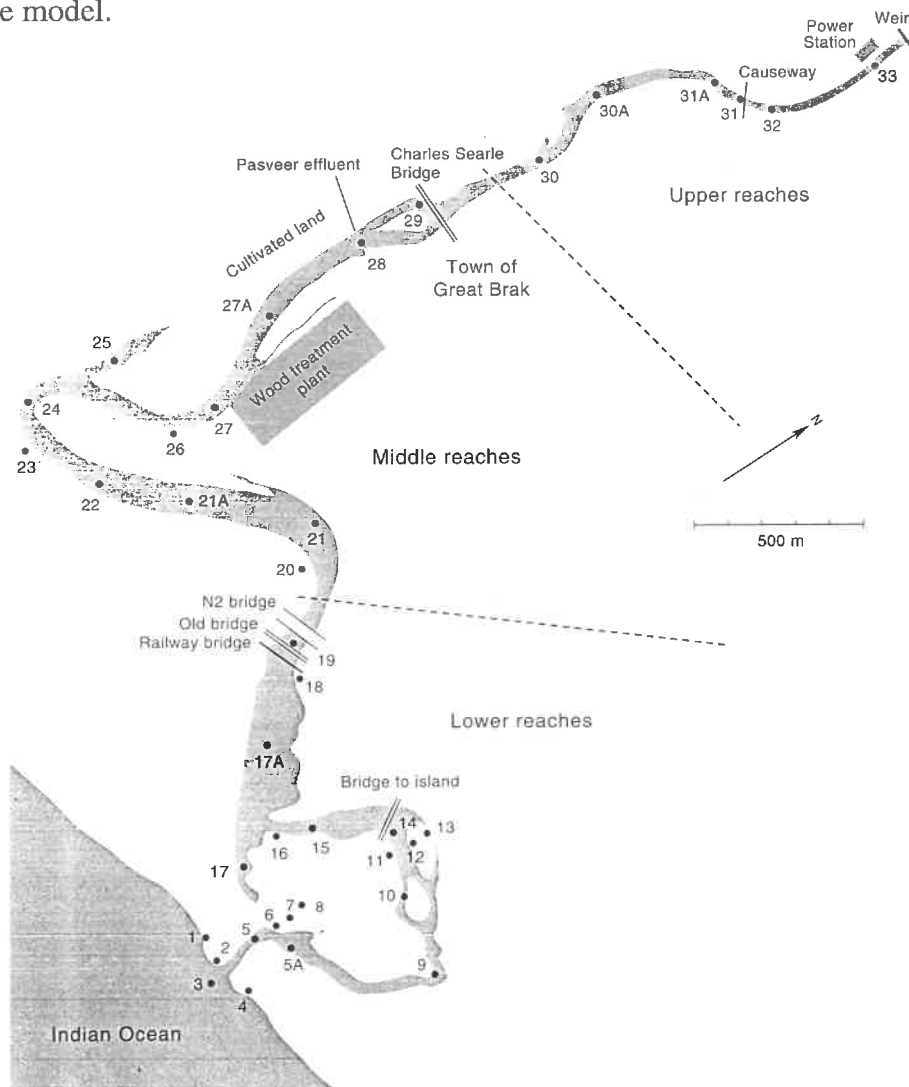 e model.
Weir
Power
Station
33
Causeway
31A
31
32
30A
30
Charles Searle
Bridge
Pasveer effluent
Upper reaches
29
28
Cultivated land
Town of
Great Brak
27A
25
Wood treatment
plant
24
27
26
N
23
Middle reaches
22
21A
21
500 m
20
N2 bridge
Old bridge
Railway bridge
19
18
Lower reaches
17A
Bridge to island
14
13
16
15
12
11
17
10
7
8
6
1
5
2
5A
9
3
4
Indian Ocean